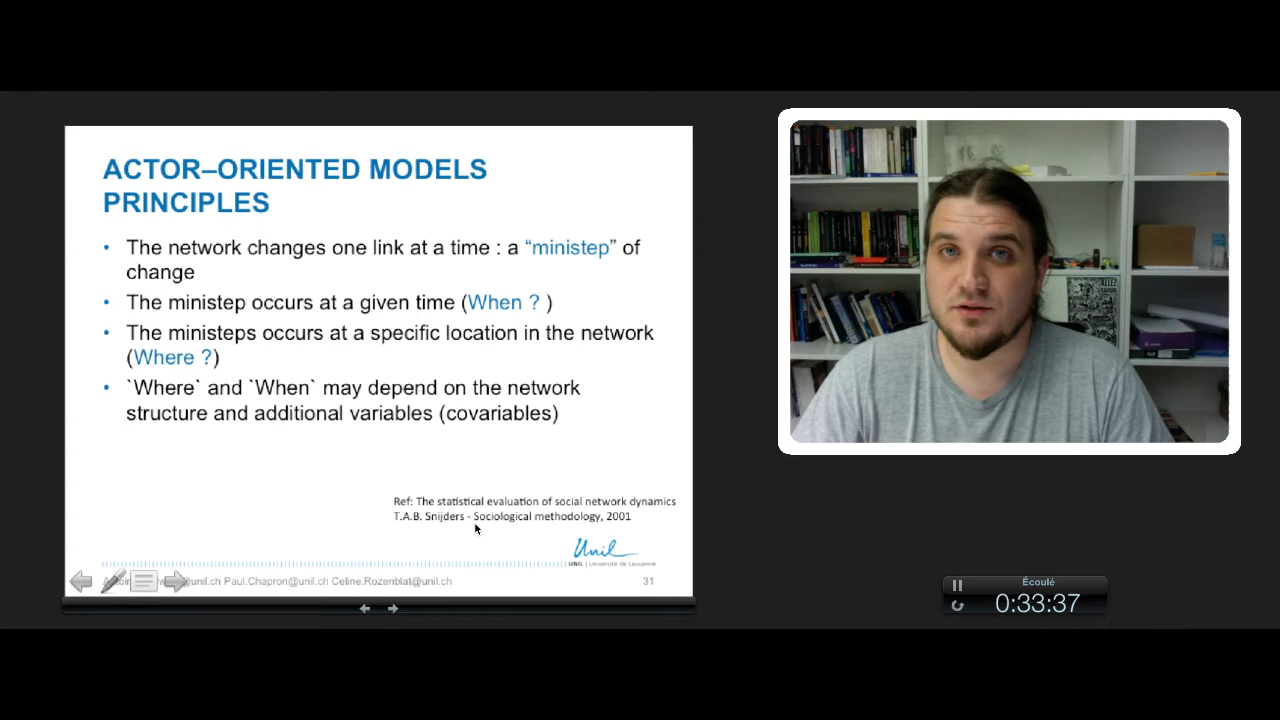 ACTOR–ORIENTED MODELS
PRINCIPLES
• The network changes one link at a time : a “ministep” of
change
• The ministep occurs at a given time (When ? )
• The ministeps occurs at a specific location in the network
(Where ?)
• `Where` and `When` may depend on the network
structure and additional variables (covariables)
Ref: The statistical evaluation of social network dynamics
T.A.B. Snijders - Sociological methodology, 2001
Unil
UNIL | Université de Lausanne
@unil.ch Paul.Chapron@unil.ch Celine.Rozenblat@unil.ch
31
Écoulé
0:33:37